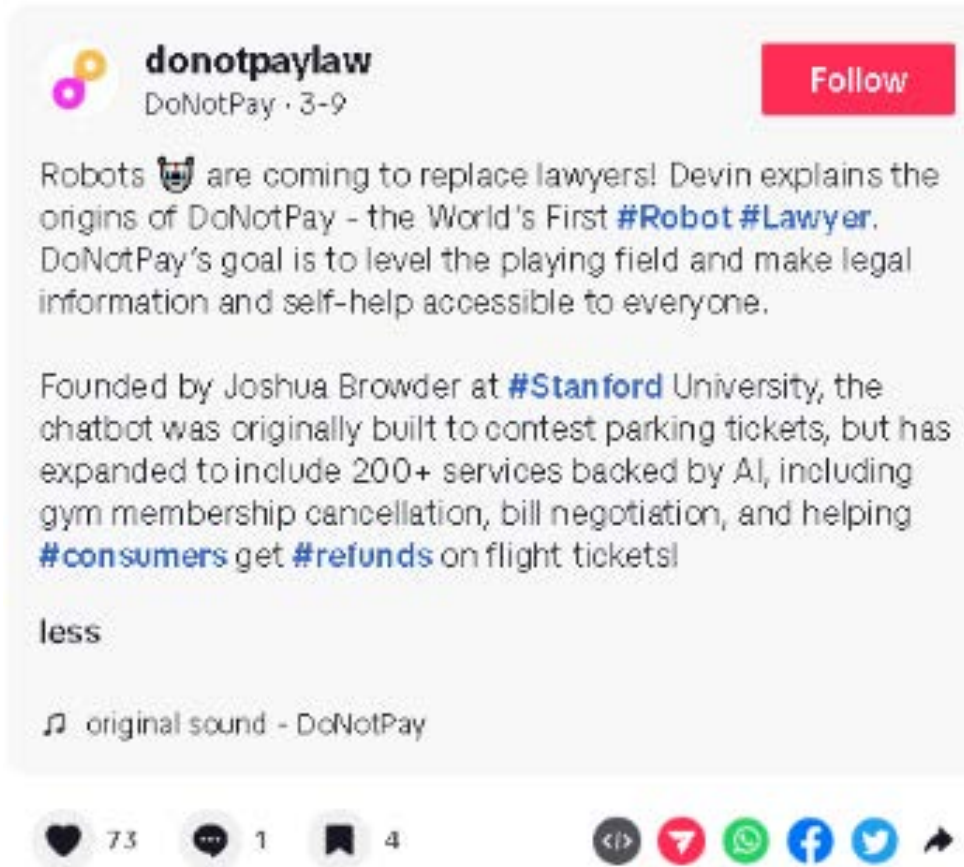 donotpaylaw
DoNotPay · 3-9
Follow
Robots 🤖 are coming to replace lawyers! Devin explains the
origins of DoNotPay - the World's First #Robot #Lawyer.
DoNotPay's goal is to level the playing field and make legal
information and self-help accessible to everyone.
Founded by Joshua Browder at #Stanford University, the
chatbot was originally built to contest parking tickets, but has
expanded to include 200+ services backed by AI, including
gym membership cancellation, bill negotiation, and helping
#consumers get #refunds on flight tickets!
less
♫ original sound - DoNotPay
73 1 4